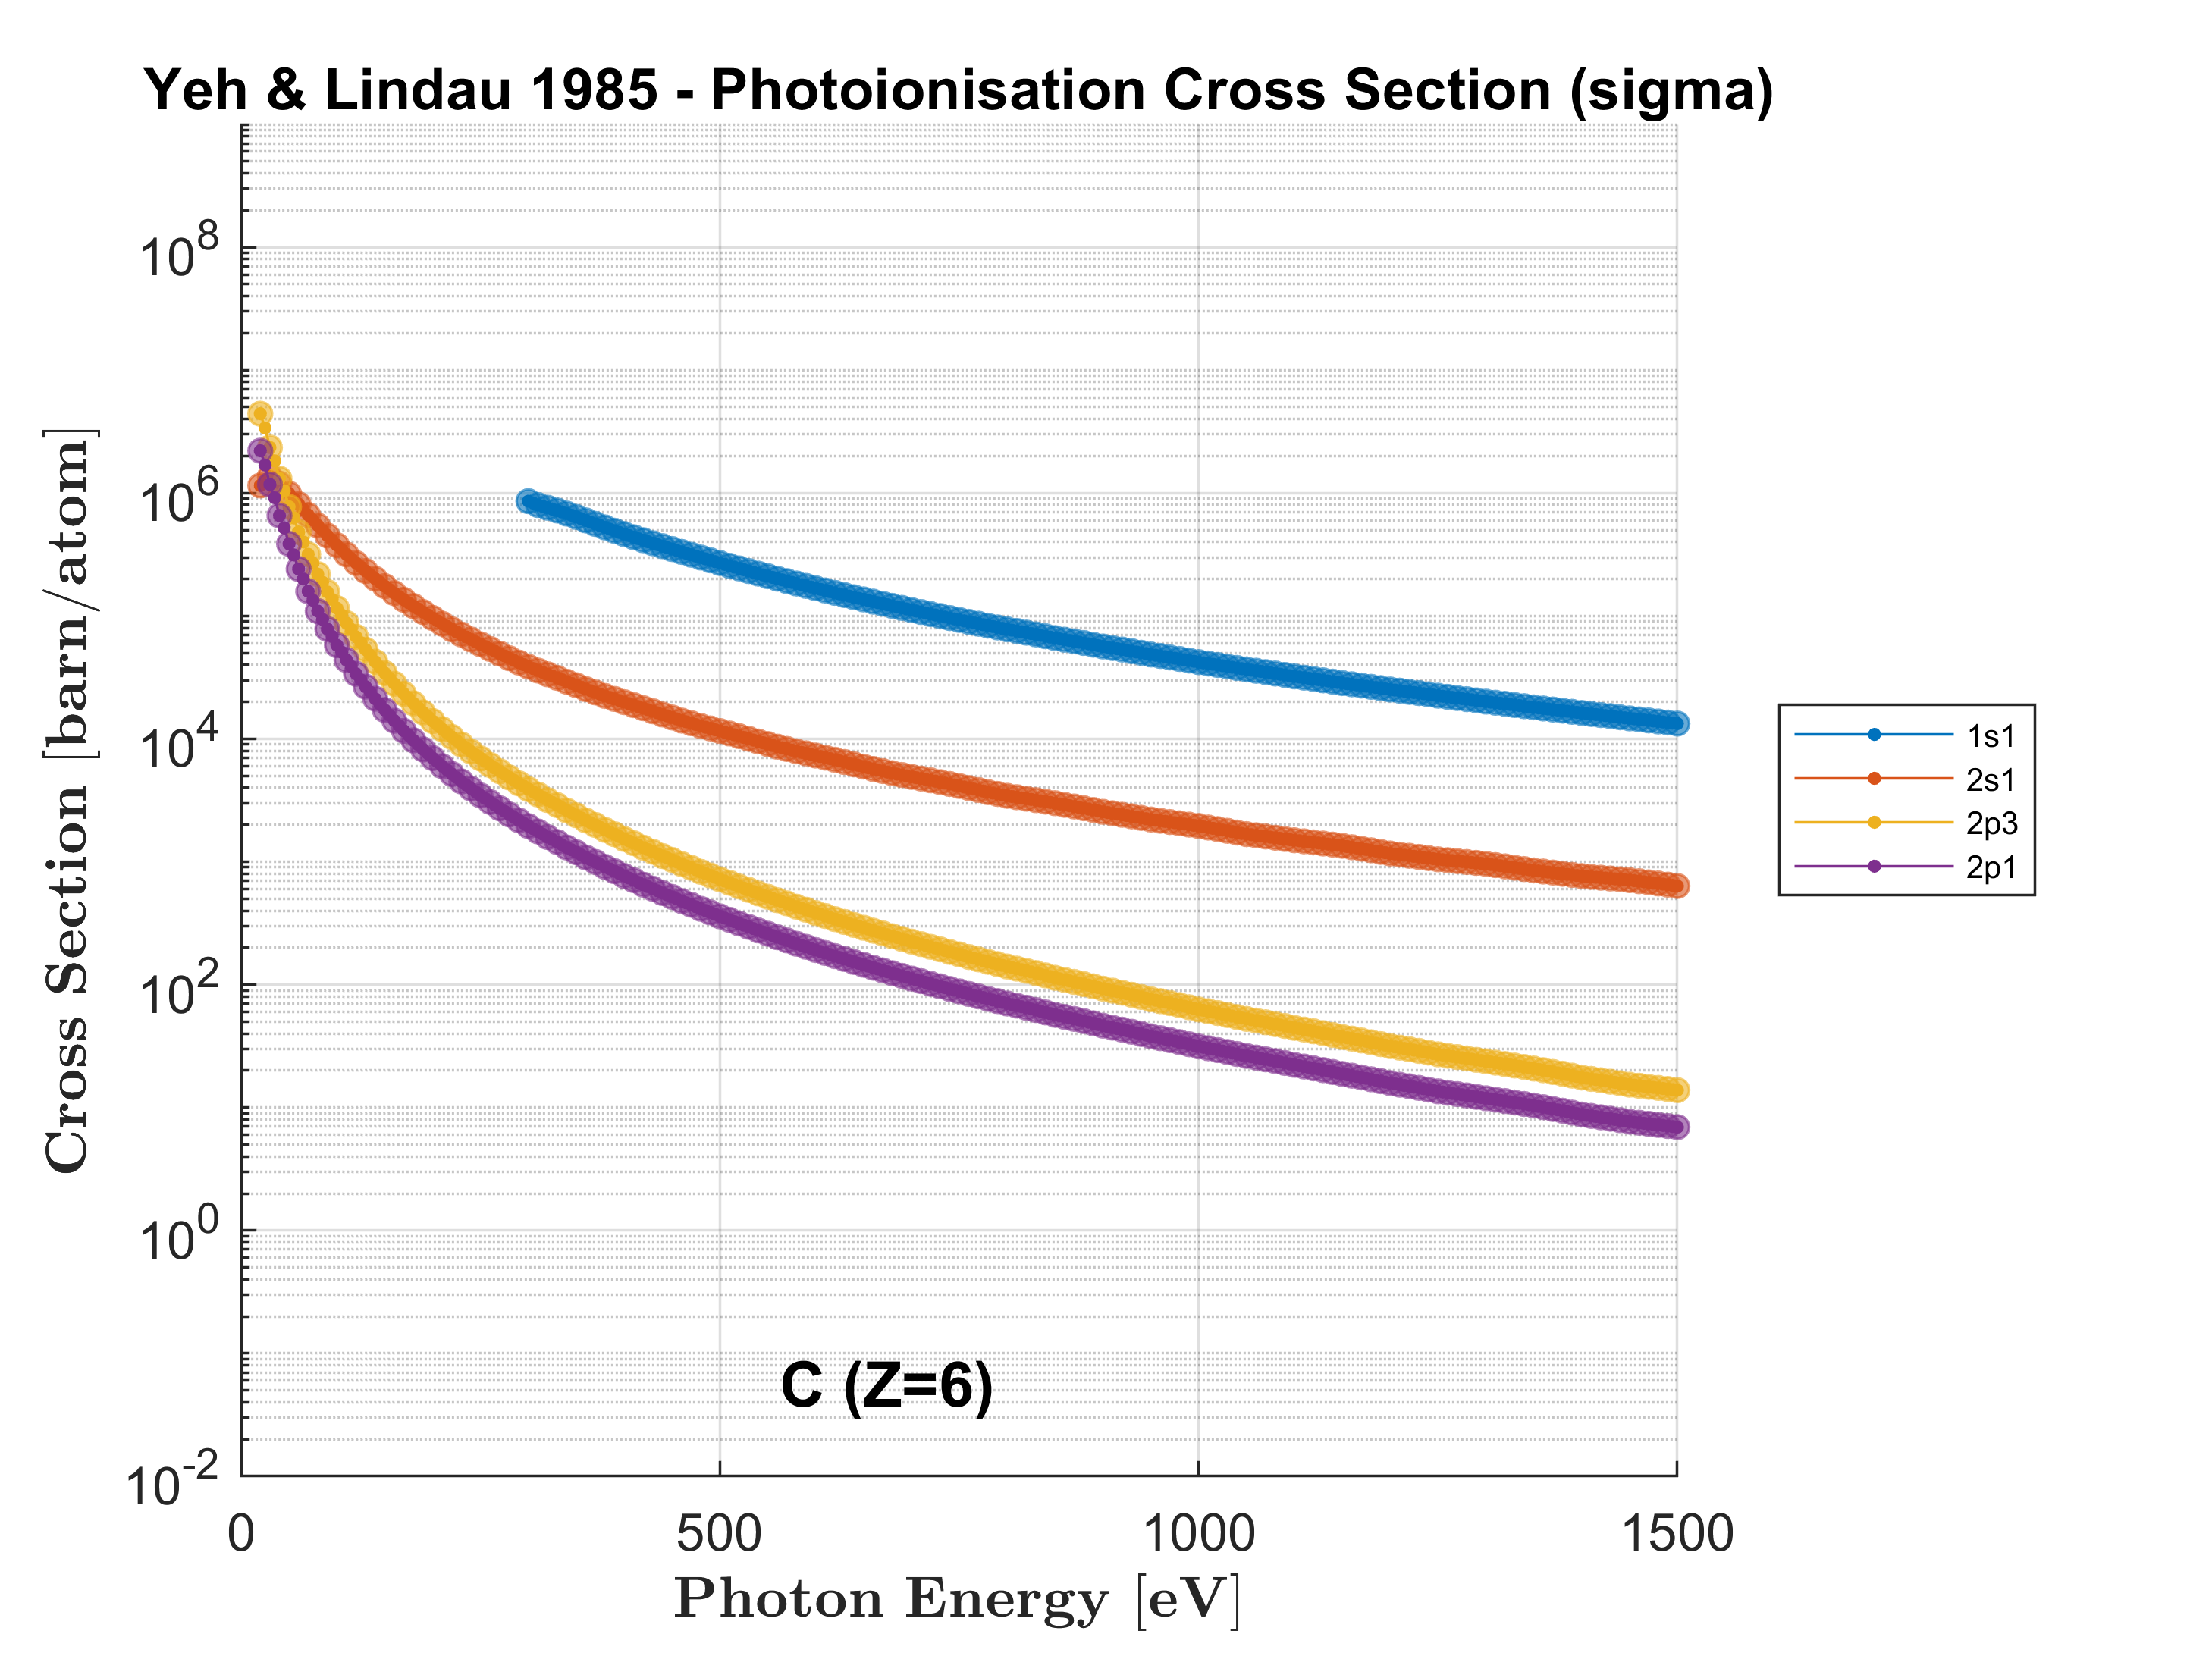 Yeh & Lindau 1985 - Photoionisation Cross Section (sigma)
Cross Section [barn/atom]
10^8
10^6
10^4
10^2
10^0
10^-2
0 500 1000 1500
Photon Energy [eV]
C (Z=6)
1s1
2s1
2p3
2p1